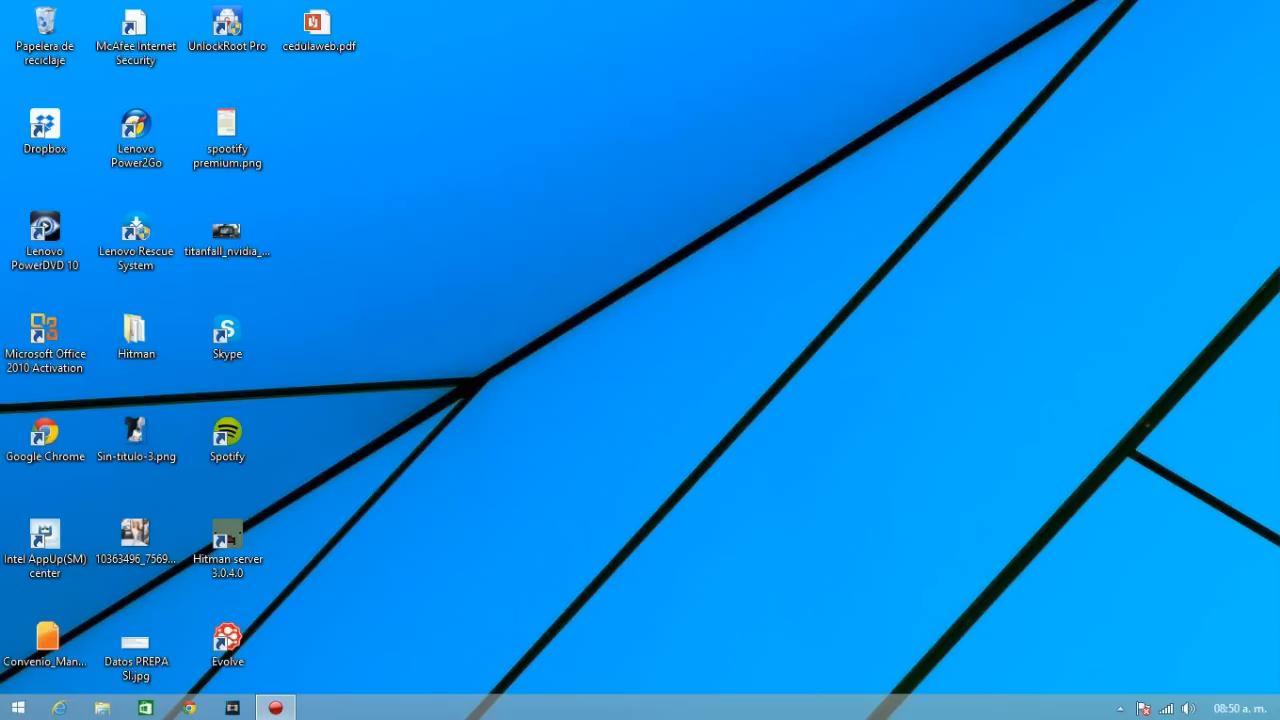 Papelera de
reciclaje
McAfee Internet
Security
UnlockRoot Pro
cedulaweb.pdf
Dropbox
Lenovo
Power2Go
spootify
premium.png
Lenovo
PowerDVD 10
Lenovo Rescue
System
titanfall_nvidia_...
Microsoft Office
2010 Activation
Hitman
Skype
Google Chrome
Sin-titulo-3.png
Spotify
Intel AppUp(SM)
center
10363496_7569...
Hitman server
3.0.4.0
Convenio_Man...
Datos PREPA
SI.jpg
Evolve
08:50 a. m.